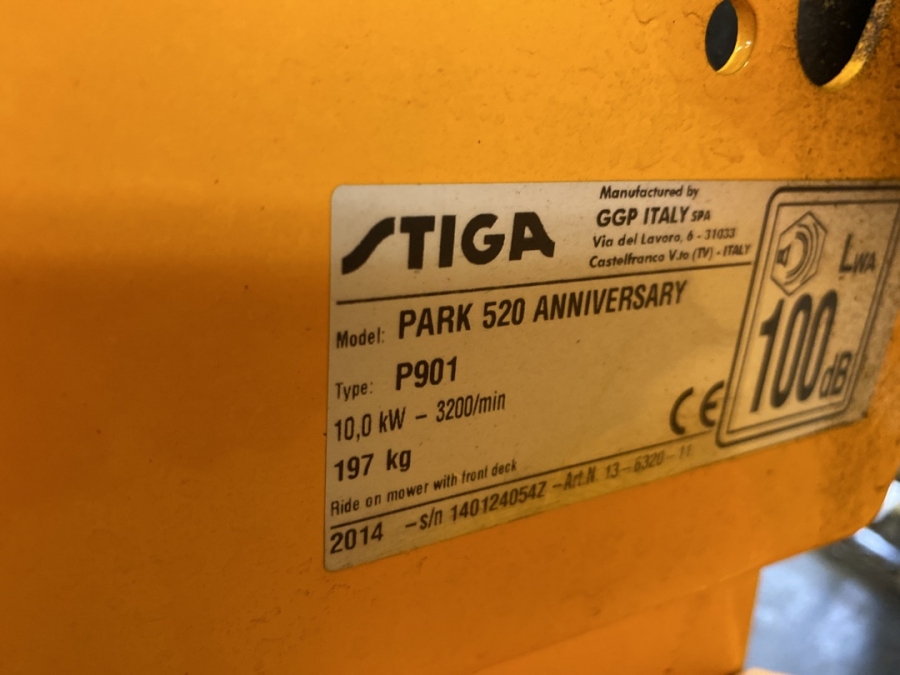 STIGA
Manufactured by
GGP ITALY SPA
Via del Lavoro, 6 - 31033
Castelfranco V.to (TV) - ITALY
Model: PARK 520 ANNIVERSARY
Type: P901
10,0 kW – 3200/min
197 kg
Ride on mower with front deck
2014 – s/n 140124054Z – Art.N. 13 – 6320 –
CE
LWA
100dB